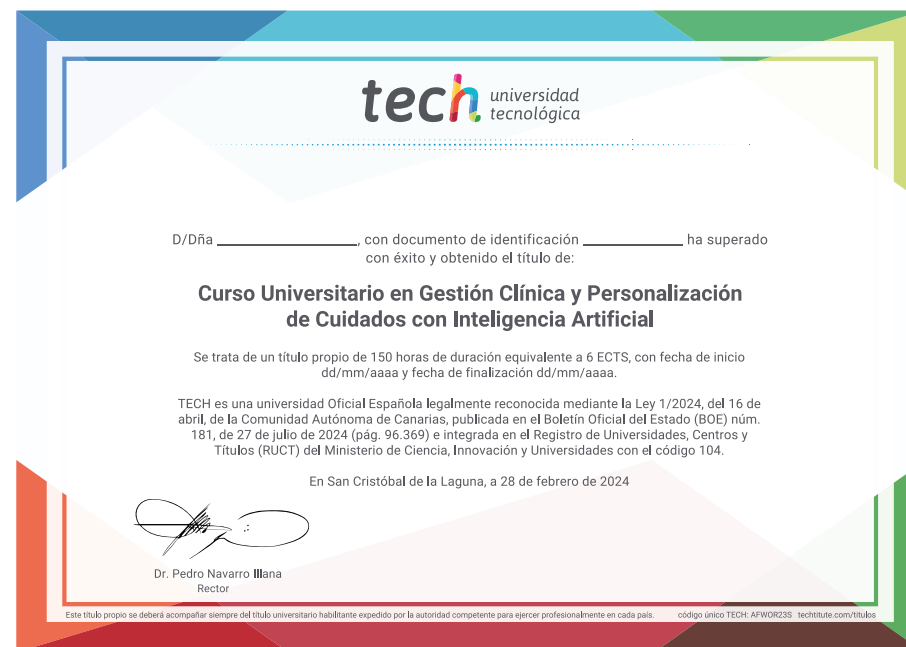 tech universidad
tecnológica
D/Dña ____________________, con documento de identificación ______________ ha superado
con éxito y obtenido el título de:
Curso Universitario en Gestión Clínica y Personalización
de Cuidados con Inteligencia Artificial
Se trata de un título propio de 150 horas de duración equivalente a 6 ECTS, con fecha de inicio
dd/mm/aaaa y fecha de finalización dd/mm/aaaa.
TECH es una universidad Oficial Española legalmente reconocida mediante la Ley 1/2024, del 16 de
abril, de la Comunidad Autónoma de Canarias, publicada en el Boletín Oficial del Estado (BOE) núm.
181, de 27 de julio de 2024 (pág. 96.369) e integrada en el Registro de Universidades, Centros y
Títulos (RUCT) del Ministerio de Ciencia, Innovación y Universidades con el código 104.
En San Cristóbal de la Laguna, a 28 de febrero de 2024
Dr. Pedro Navarro Illana
Rector
Este título propio se deberá acompañar siempre del título universitario habilitante expedido por la autoridad competente para ejercer profesionalmente en cada país. código único TECH: AFWOR23S techtitute.com/titulos